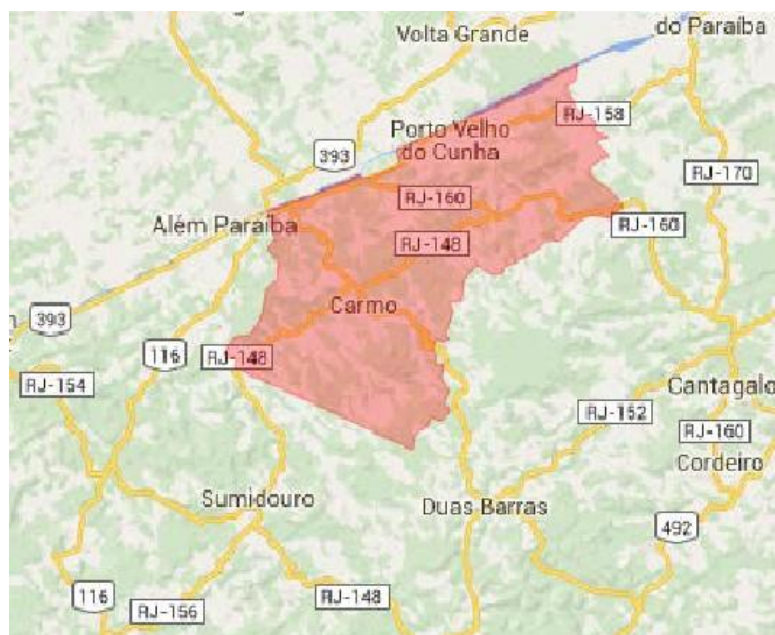 do Paraíba
Volta Grande
RJ-158
Porto Velho
do Cunha
393
RJ-170
RJ-160
Além Paraíba
RJ-160
RJ-148
Carmo
393
116
RJ-148
RJ-154
Cantagalo
RJ-152
RJ-160
Cordeiro
Sumidouro
Duas Barras
492
116
RJ-148
RJ-156